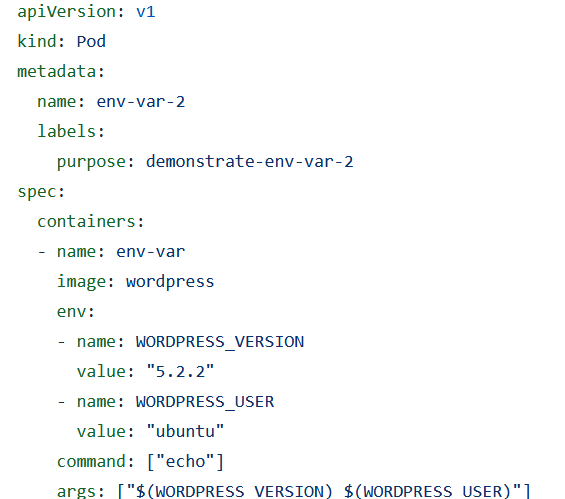 apiVersion: v1
kind: Pod
metadata:
  name: env-var-2
  labels:
    purpose: demonstrate-env-var-2
spec:
  containers:
  - name: env-var
    image: wordpress
    env:
    - name: WORDPRESS_VERSION
      value: "5.2.2"
    - name: WORDPRESS_USER
      value: "ubuntu"
    command: ["echo"]
    args: ["$(WORDPRESS_VERSION) $(WORDPRESS_USER)"]